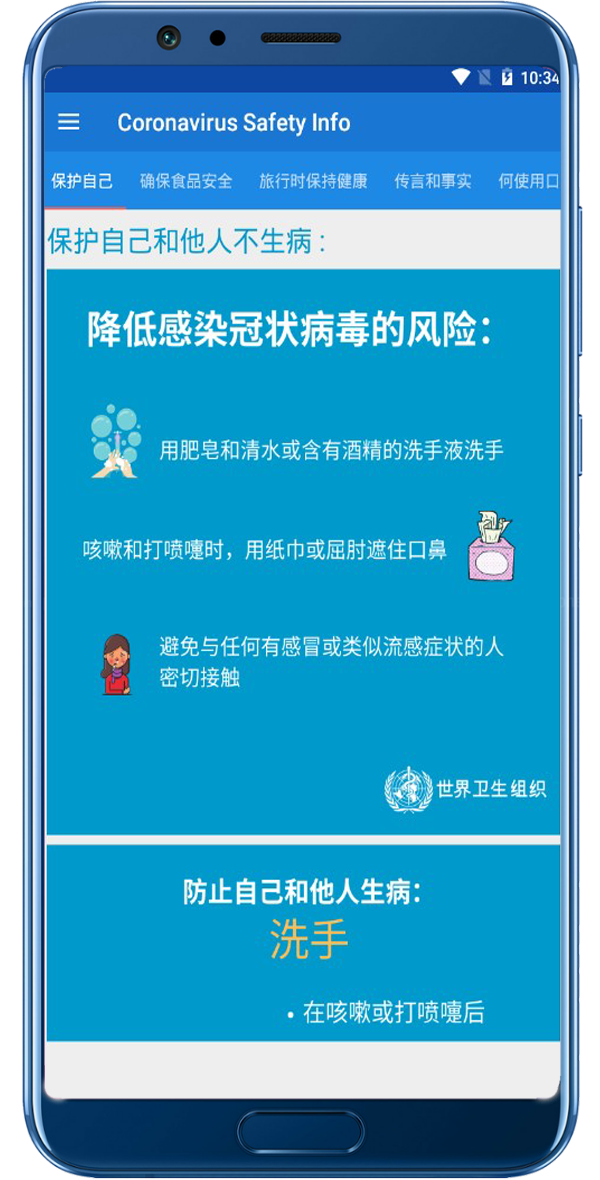 10:34
Coronavirus Safety Info
保护自己 确保食品安全 旅行时保持健康 传言和事实 何使用口
保护自己和他人不生病 :
降低感染冠状病毒的风险：
用肥皂和清水或含有酒精的洗手液洗手
咳嗽和打喷嚏时，用纸巾或屈肘遮住口鼻
避免与任何有感冒或类似流感症状的人
密切接触
世界卫生组织
防止自己和他人生病：
洗手
• 在咳嗽或打喷嚏后